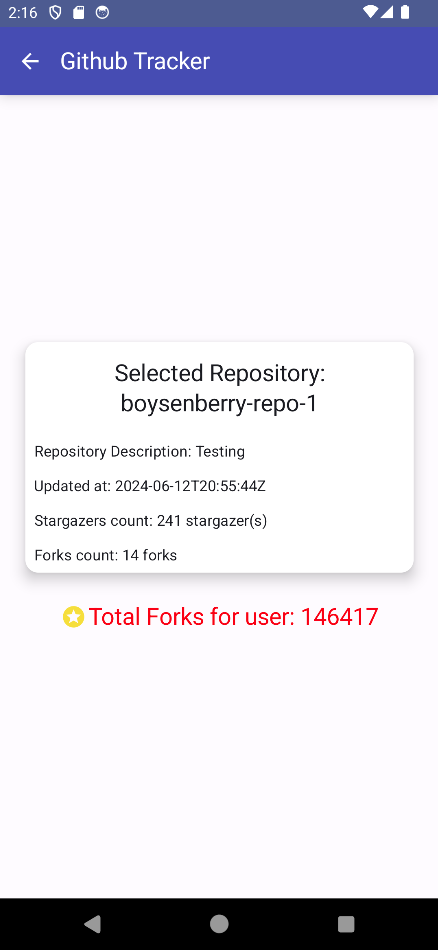 2:16
Github Tracker
Selected Repository:
boysenberry-repo-1
Repository Description: Testing
Updated at: 2024-06-12T20:55:44Z
Stargazers count: 241 stargazer(s)
Forks count: 14 forks
Total Forks for user: 146417